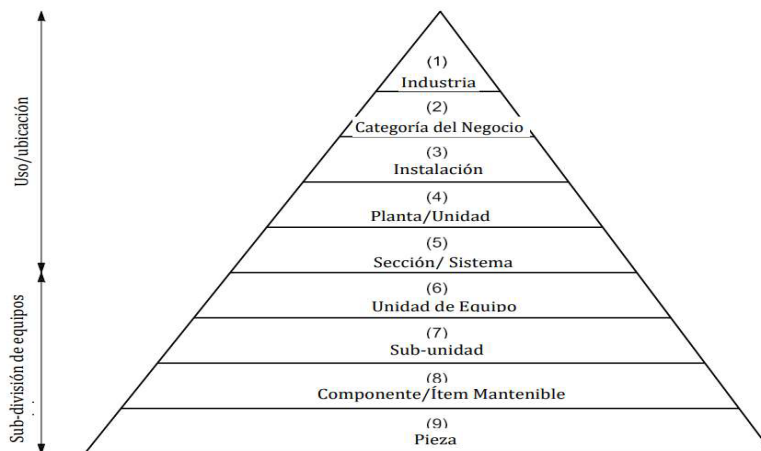 (1)
Industria
(2)
Categoría del Negocio
(3)
Instalación
(4)
Planta/Unidad
(5)
Sección/ Sistema
(6)
Unidad de Equipo
(7)
Sub-unidad
(8)
Componente/Ítem Mantenible
(9)
Pieza
Uso/ubicación
Sub-división de equipos